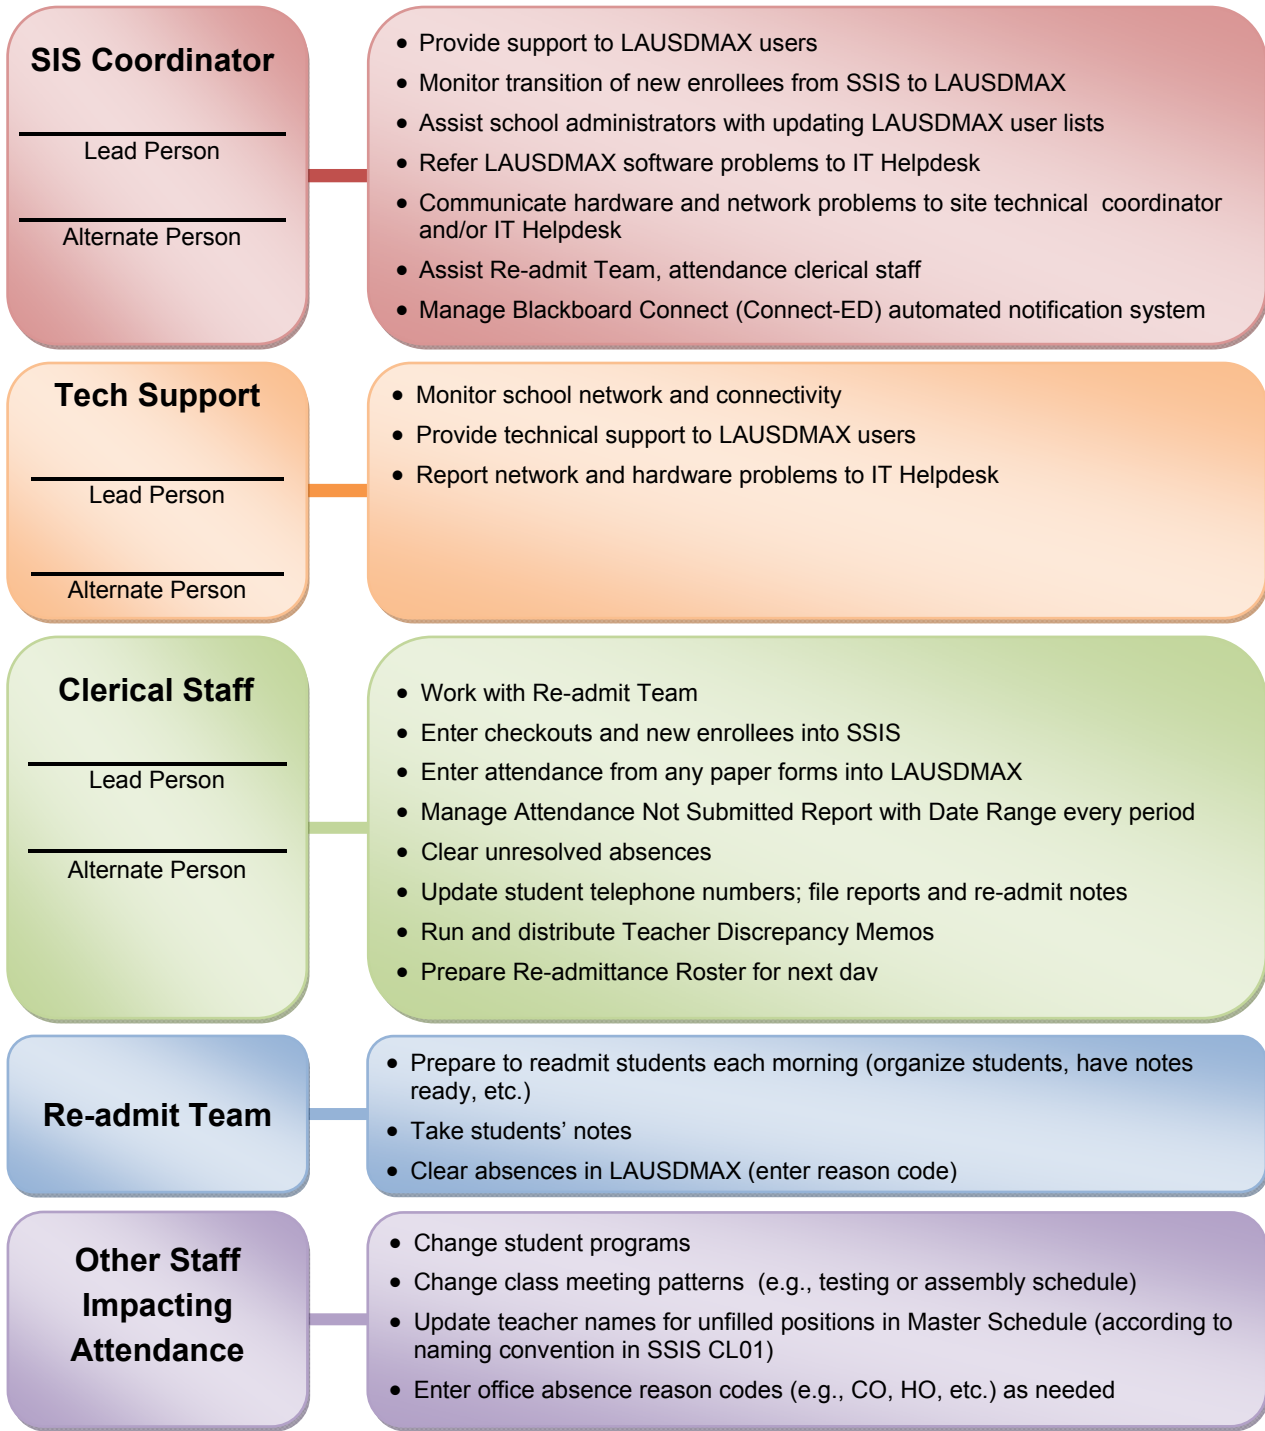 SIS Coordinator
Lead Person
Alternate Person
• Provide support to LAUSDMAX users
• Monitor transition of new enrollees from SSIS to LAUSDMAX
• Assist school administrators with updating LAUSDMAX user lists
• Refer LAUSDMAX software problems to IT Helpdesk
• Communicate hardware and network problems to site technical coordinator
and/or IT Helpdesk
• Assist Re-admit Team, attendance clerical staff
• Manage Blackboard Connect (Connect-ED) automated notification system
Tech Support
Lead Person
Alternate Person
• Monitor school network and connectivity
• Provide technical support to LAUSDMAX users
• Report network and hardware problems to IT Helpdesk
Clerical Staff
Lead Person
Alternate Person
• Work with Re-admit Team
• Enter checkouts and new enrollees into SSIS
• Enter attendance from any paper forms into LAUSDMAX
• Manage Attendance Not Submitted Report with Date Range every period
• Clear unresolved absences
• Update student telephone numbers; file reports and re-admit notes
• Run and distribute Teacher Discrepancy Memos
• Prepare Re-admittance Roster for next day
Re-admit Team
• Prepare to readmit students each morning (organize students, have notes
ready, etc.)
• Take students’ notes
• Clear absences in LAUSDMAX (enter reason code)
Other Staff
Impacting
Attendance
• Change student programs
• Change class meeting patterns (e.g., testing or assembly schedule)
• Update teacher names for unfilled positions in Master Schedule (according to
naming convention in SSIS CL01)
• Enter office absence reason codes (e.g., CO, HO, etc.) as needed